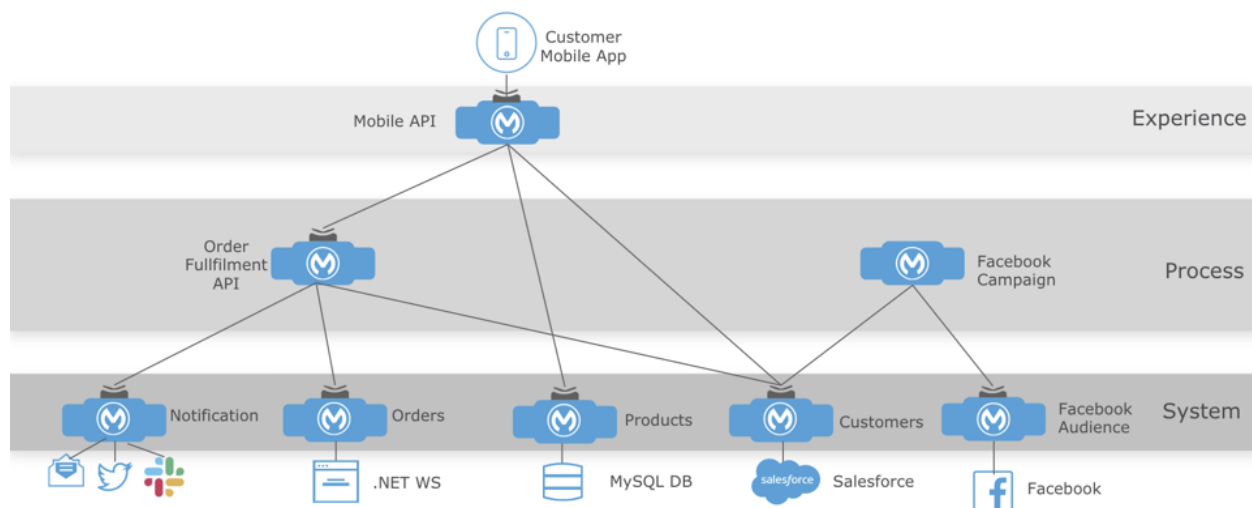 Customer
Mobile App
Mobile API
Experience
Order
Fullfilment
API
Facebook
Campaign
Process
Notification
Orders
Products
Customers
Facebook
Audience
System
.NET WS
MySQL DB
salesforce
Salesforce
Facebook